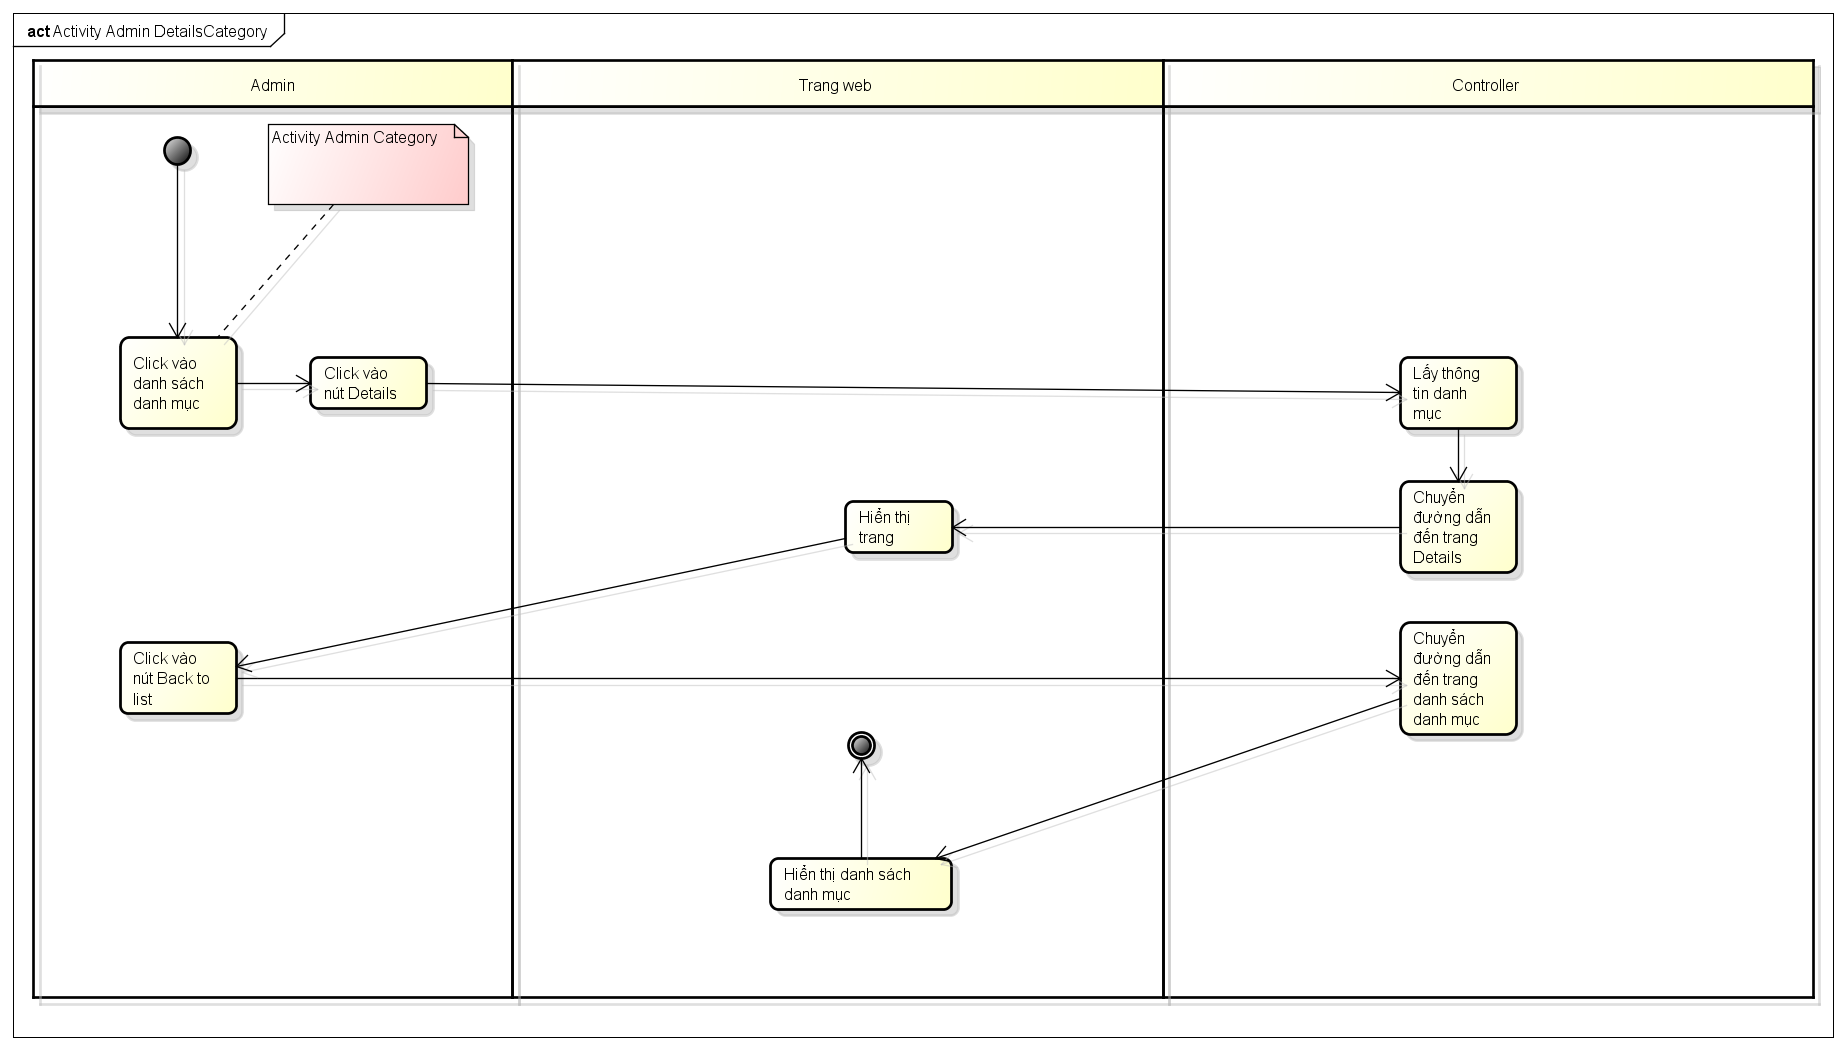 act Activity Admin DetailsCategory
Admin
Trang web
Controller
Activity Admin Category
Click vào
danh sách
danh mục
Click vào
nút Details
Lấy thông
tin danh
mục
Chuyển
đường dẫn
đến trang
Details
Hiển thị
trang
Click vào
nút Back to
list
Chuyển
đường dẫn
đến trang
danh sách
danh mục
Hiển thị danh sách
danh mục